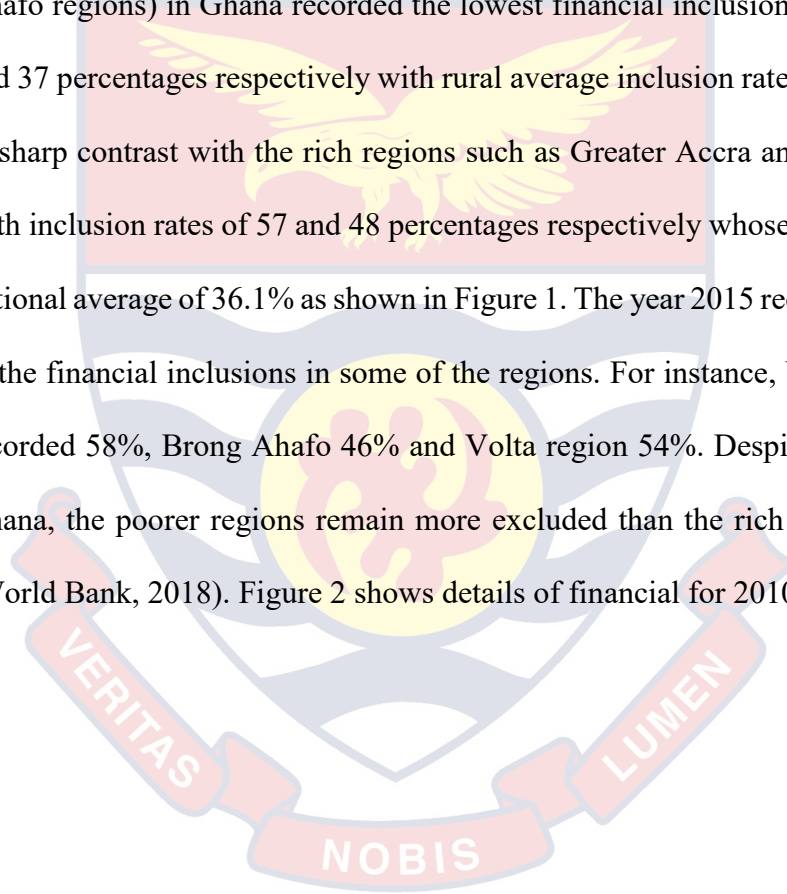 afo regions) in Ghana recorded the lowest financial inclusion
37 percentages respectively with rural average inclusion rate
sharp contrast with the rich regions such as Greater Accra an
th inclusion rates of 57 and 48 percentages respectively whose
tional average of 36.1% as shown in Figure 1. The year 2015 re
the financial inclusions in some of the regions. For instance,
corded 58%, Brong Ahafo 46% and Volta region 54%. Despi
ana, the poorer regions remain more excluded than the rich
World Bank, 2018). Figure 2 shows details of financial for 2010
VERITAS
LUMEN
NOBIS